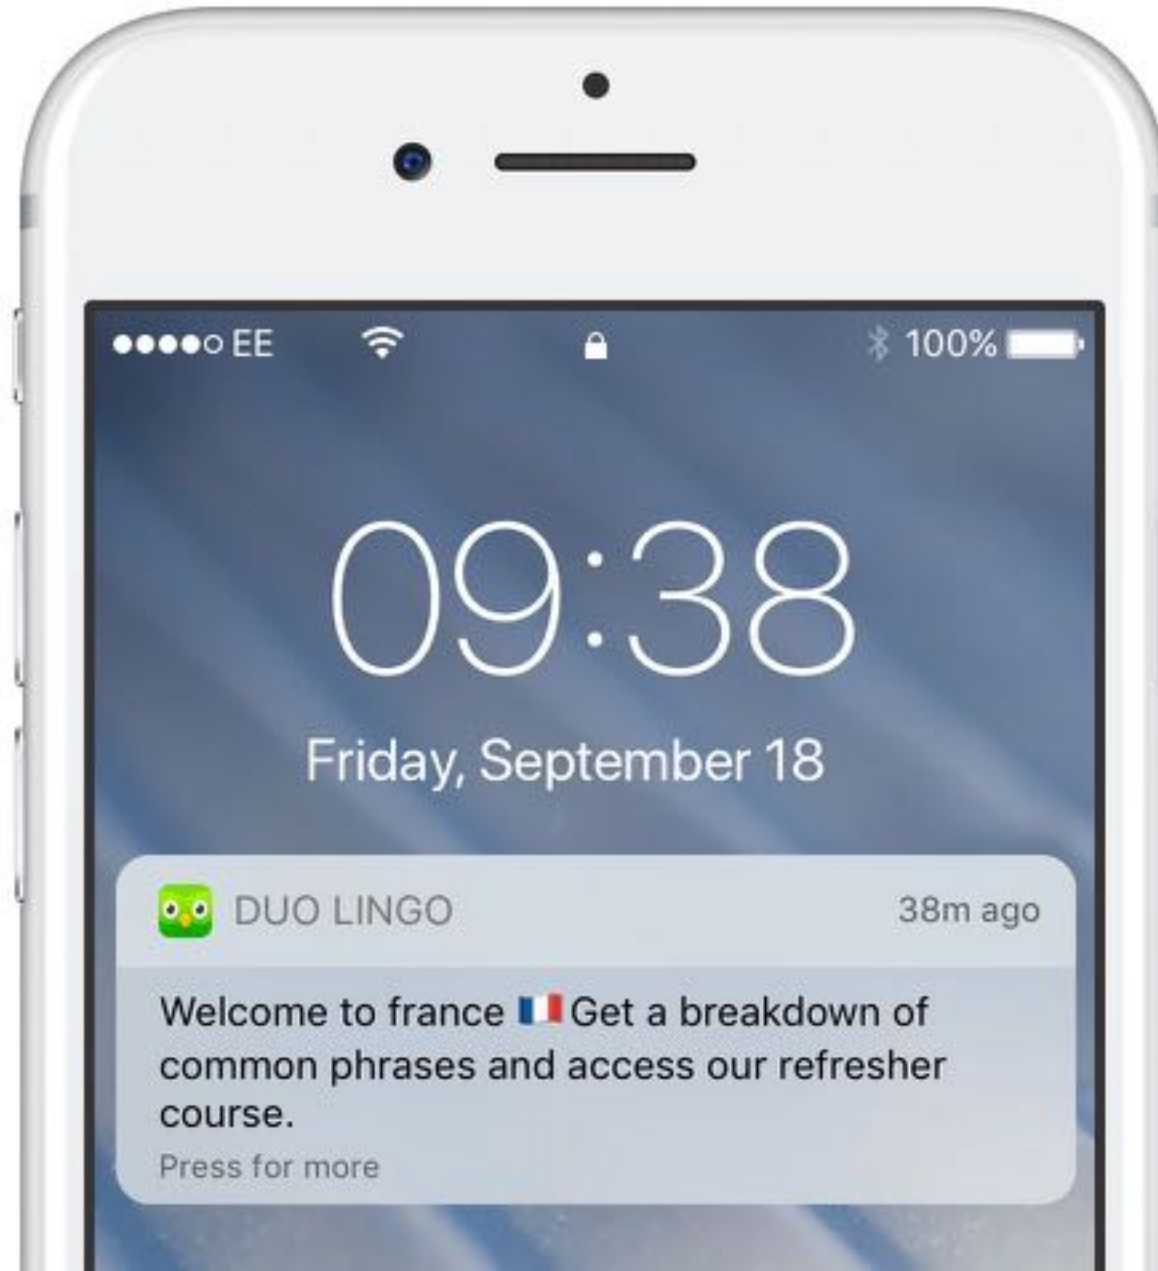 EE 100%
09:38
Friday, September 18
DUO LINGO 38m ago
Welcome to france 🇫🇷 Get a breakdown of
common phrases and access our refresher
course.
Press for more